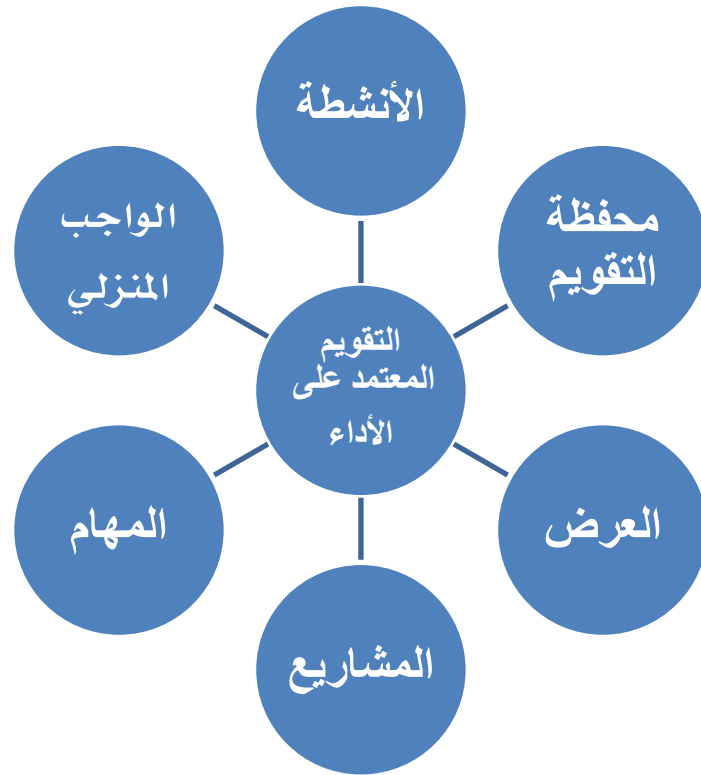 الأنشطة
محفظة
التقويم
العرض
المشاريع
المهام
الواجب
المنزلي
التقويم
المعتمد على
الأداء